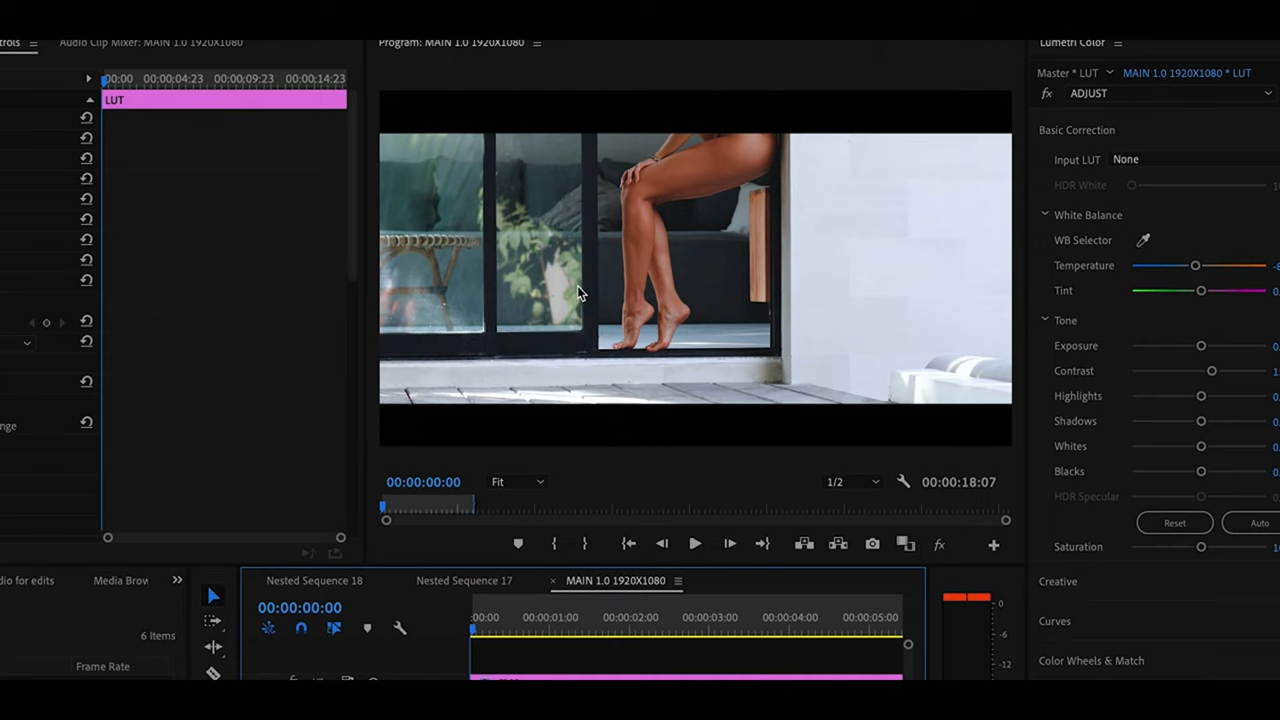 trols
Audio Clip Mixer: MAIN 1.0 1920X1080
Program: MAIN 1.0 1920X1080
Lumetri Color
:00:00
00:00:04:23
00:00:09:23
00:00:14:23
LUT
nge
Master * LUT
MAIN 1.0 1920X1080 * LUT
fx
ADJUST
Basic Correction
Input LUT
None
HDR White
White Balance
WB Selector
Temperature
Tint
Tone
Exposure
Contrast
Highlights
Shadows
Whites
Blacks
HDR Specular
Reset
Auto
Saturation
Creative
Curves
Color Wheels & Match
00:00:00:00
Fit
1/2
00:00:18:07
fx
dio for edits
Media Brow
6 Items
Frame Rate
Nested Sequence 18
Nested Sequence 17
MAIN 1.0 1920X1080
00:00:00:00
:00:00
00:00:01:00
00:00:02:00
00:00:03:00
00:00:04:00
00:00:05:00
0
-6
-12